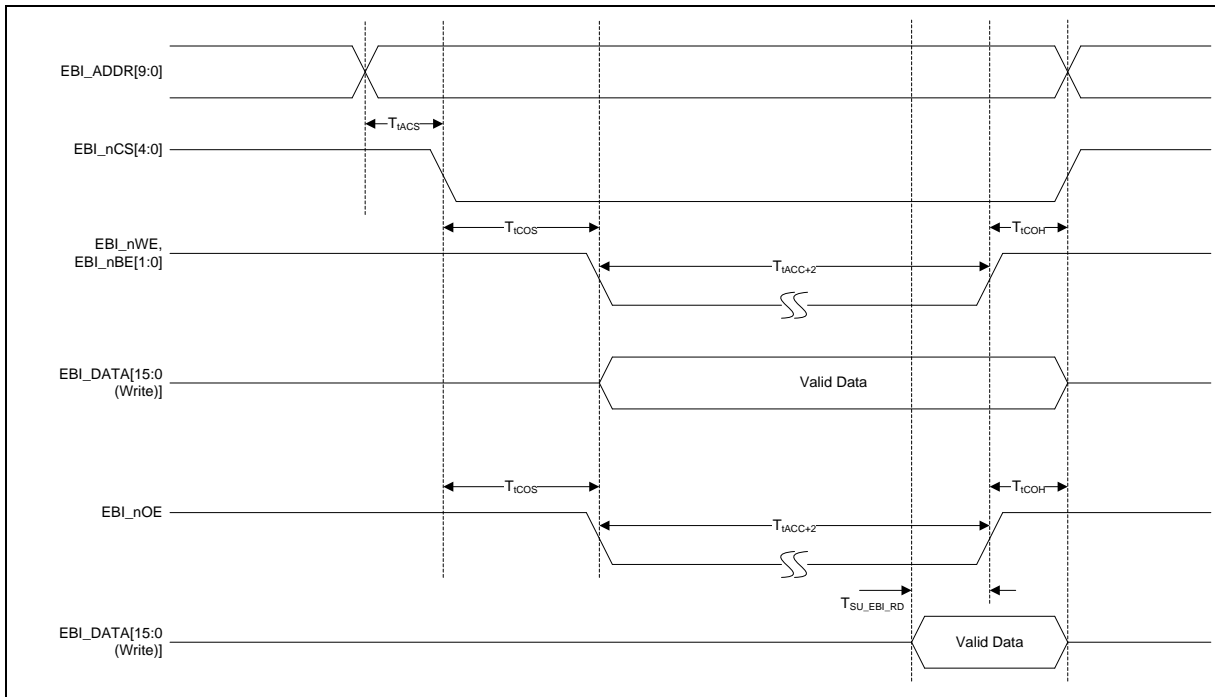 EBI_ADDR[9:0]
TtACS
EBI_nCS[4:0]
TtCOS
TtCOH
EBI_nWE,
EBI_nBE[1:0]
TtACC+2
EBI_DATA[15:0
(Write)]
Valid Data
TtCOS
TtCOH
EBI_nOE
TtACC+2
TSU_EBI_RD
EBI_DATA[15:0
(Write)]
Valid Data